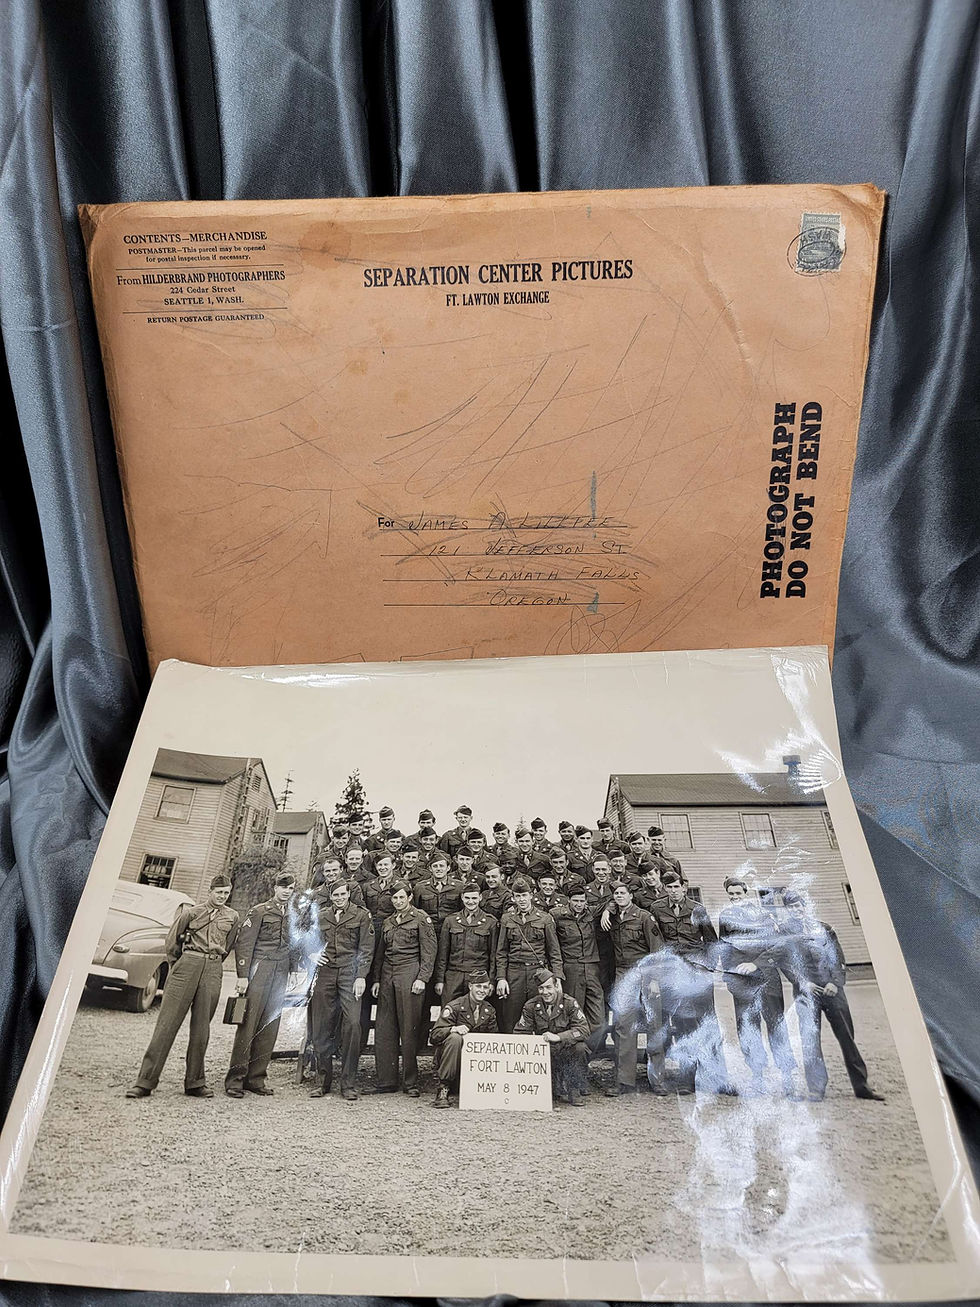 CONTENTS—MERCHANDISE
POSTMASTER—This parcel may be opened
for postal inspection if necessary.
From HILDERBRAND PHOTOGRAPHERS
224 Cedar Street
SEATTLE 1, WASH.
RETURN POSTAGE GUARANTEED
SEPARATION CENTER PICTURES
FT. LAWTON EXCHANGE
PHOTOGRAPH
DO NOT BEND
For JAMES A.
121 JEFFERSON ST.
KLAMATH FALLS
OREGON
SEPARATION AT
FORT LAWTON
MAY 8 1947
C